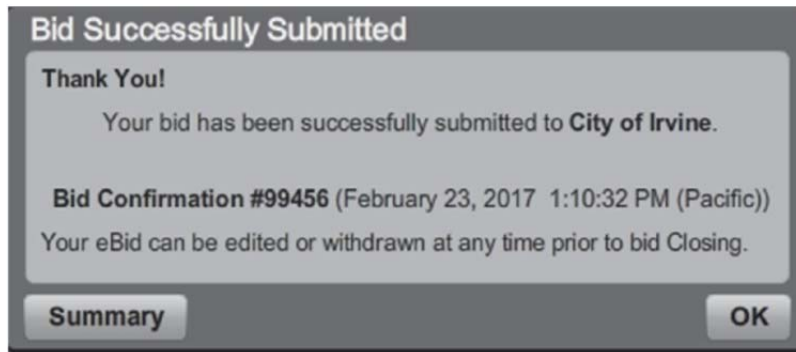 Bid Successfully Submitted
Thank You!
Your bid has been successfully submitted to City of Irvine.
Bid Confirmation #99456 (February 23, 2017 1:10:32 PM (Pacific))
Your eBid can be edited or withdrawn at any time prior to bid Closing.
Summary OK